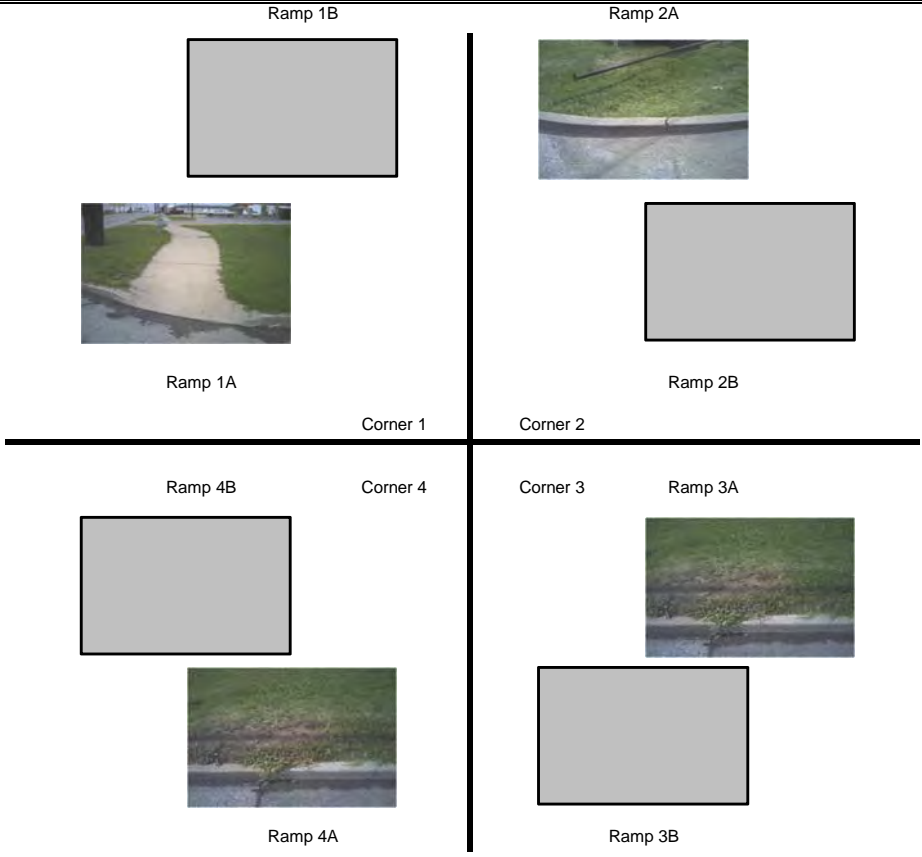 Ramp 1B
Ramp 2A
Ramp 1A
Ramp 2B
Corner 1
Corner 2
Ramp 4B
Corner 4
Corner 3
Ramp 3A
Ramp 4A
Ramp 3B